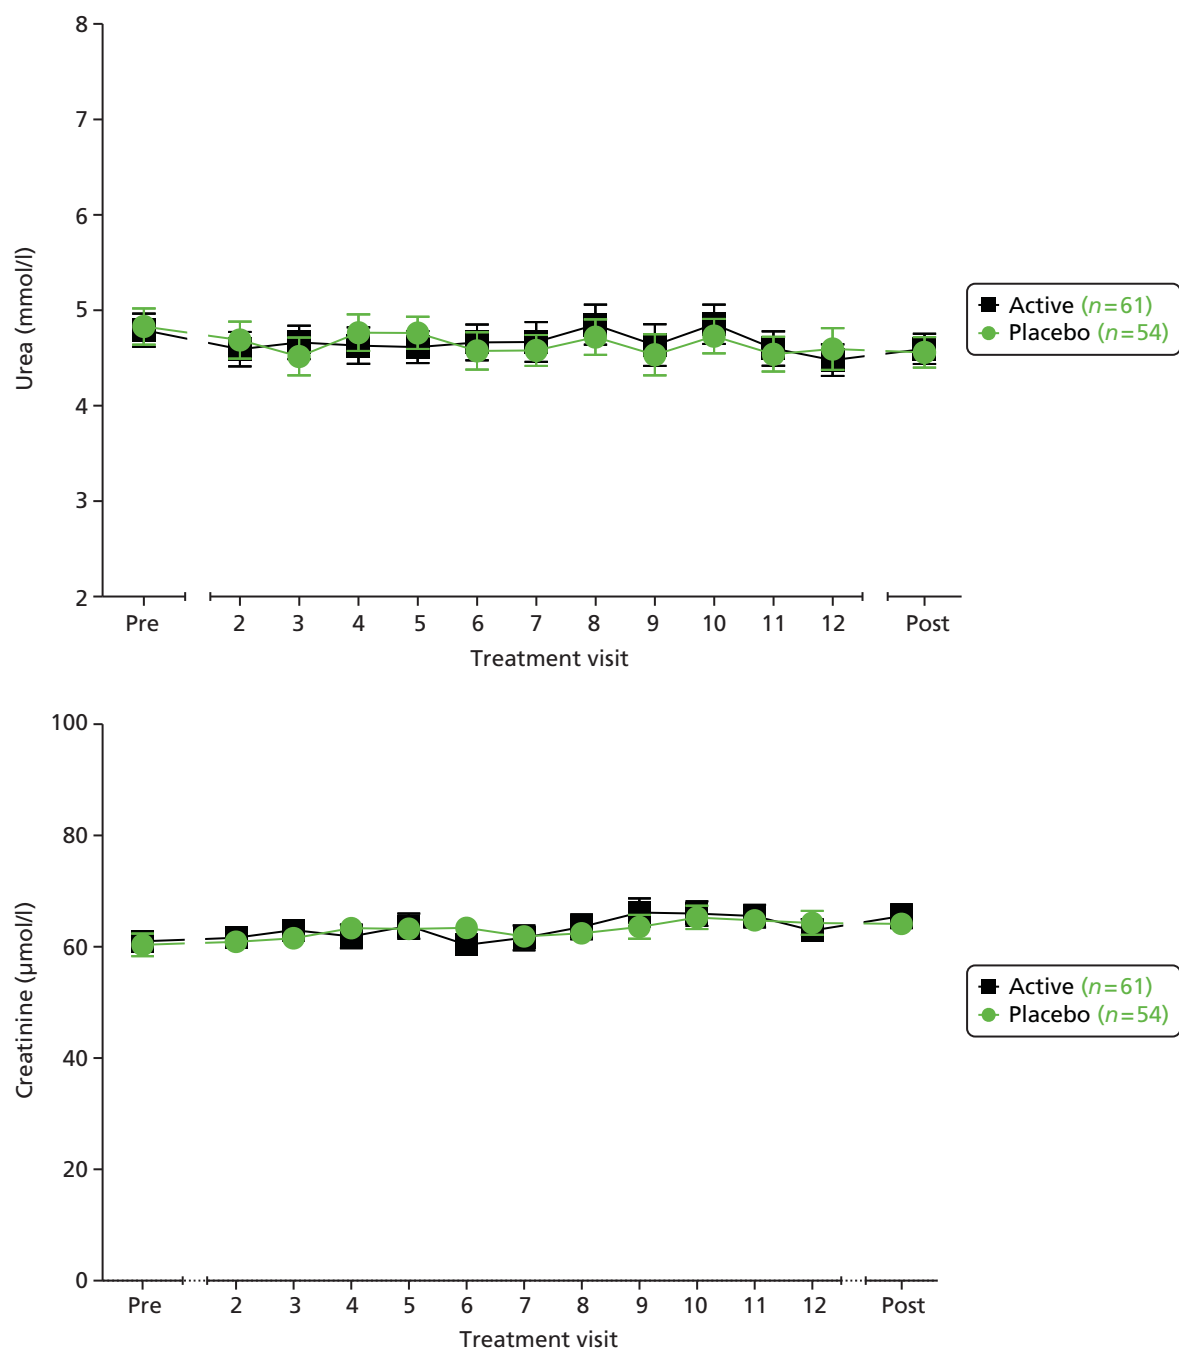 8
7
6
5
4
3
2
Urea (mmol/l)
Pre 2 3 4 5 6 7 8 9 10 11 12 Post
Treatment visit
Active (n=61)
Placebo (n=54)
100
80
60
40
20
0
Creatinine (µmol/l)
Pre 2 3 4 5 6 7 8 9 10 11 12 Post
Treatment visit
Active (n=61)
Placebo (n=54)